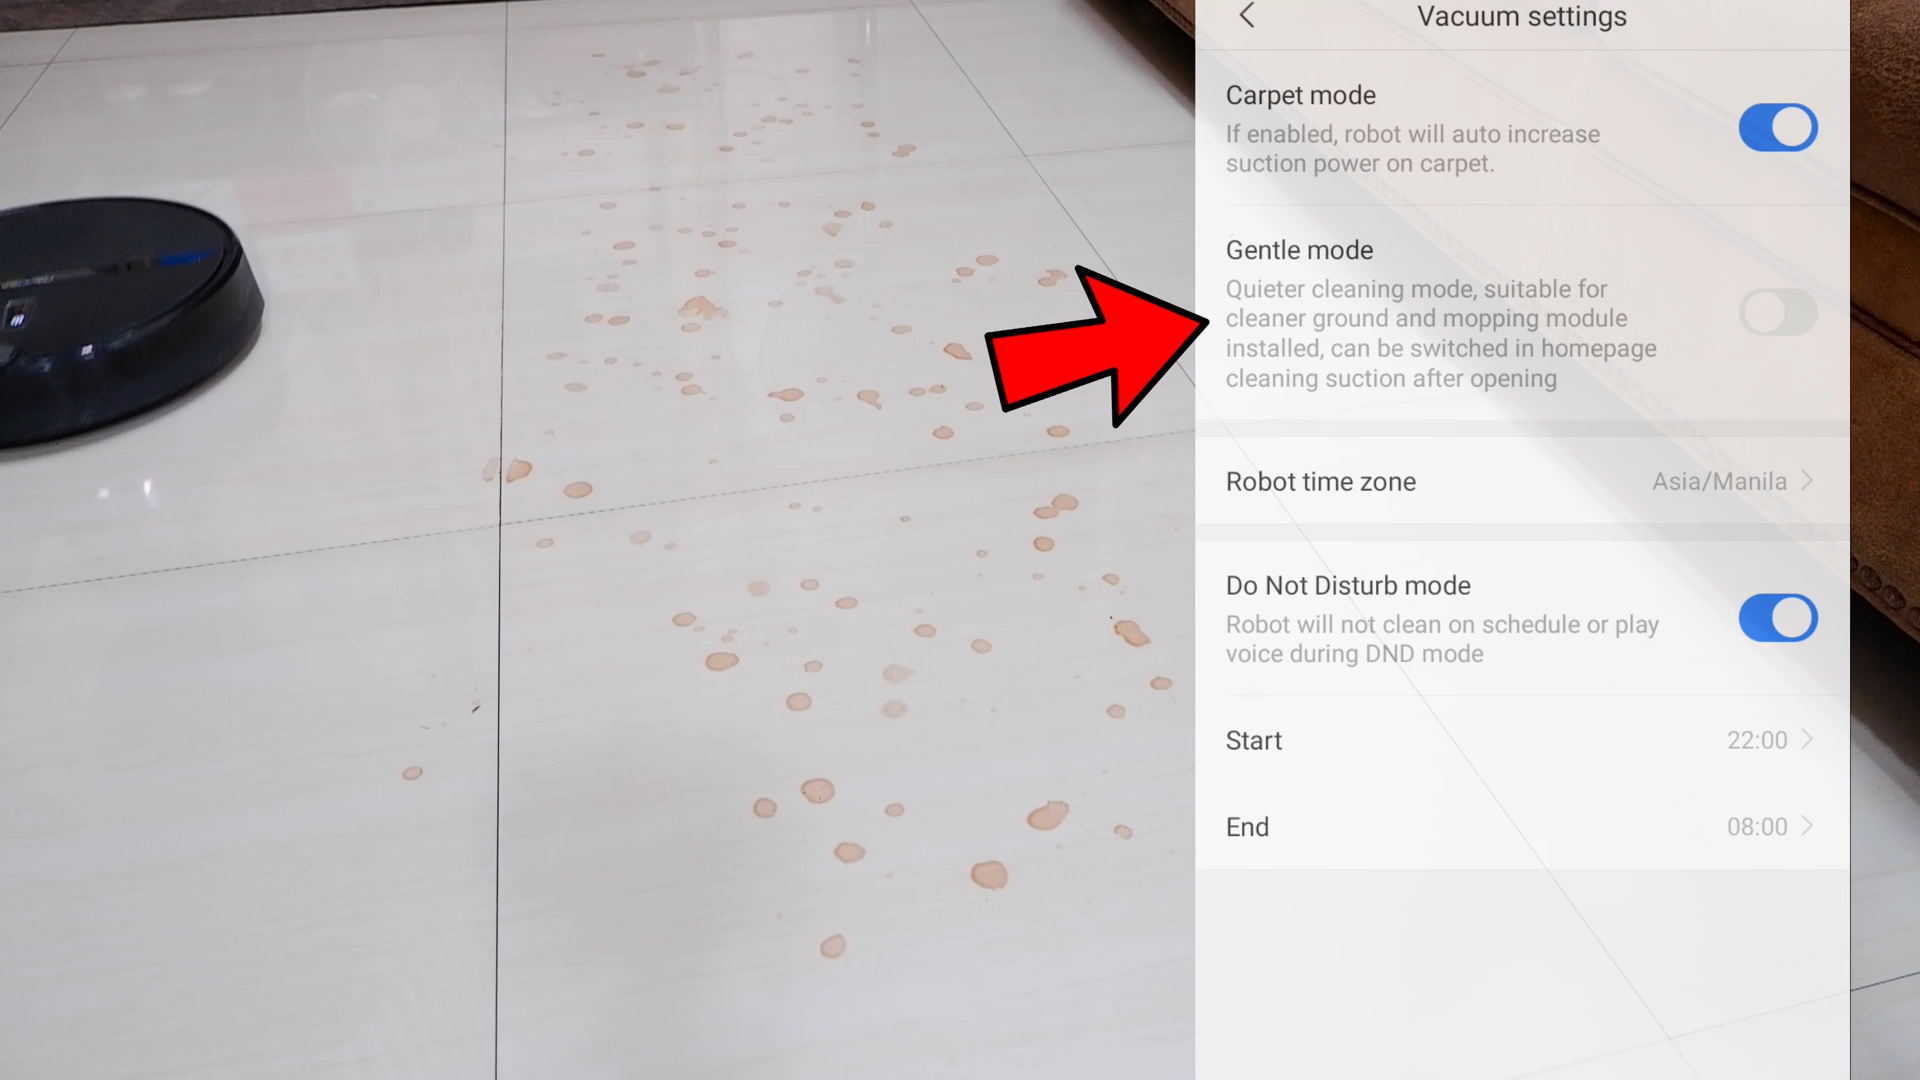 Vacuum settings
Carpet mode
If enabled, robot will auto increase
suction power on carpet.
Gentle mode
Quieter cleaning mode, suitable for
cleaner ground and mopping module
installed, can be switched in homepage
cleaning suction after opening
Robot time zone
Asia/Manila
Do Not Disturb mode
Robot will not clean on schedule or play
voice during DND mode
Start
22:00
End
08:00